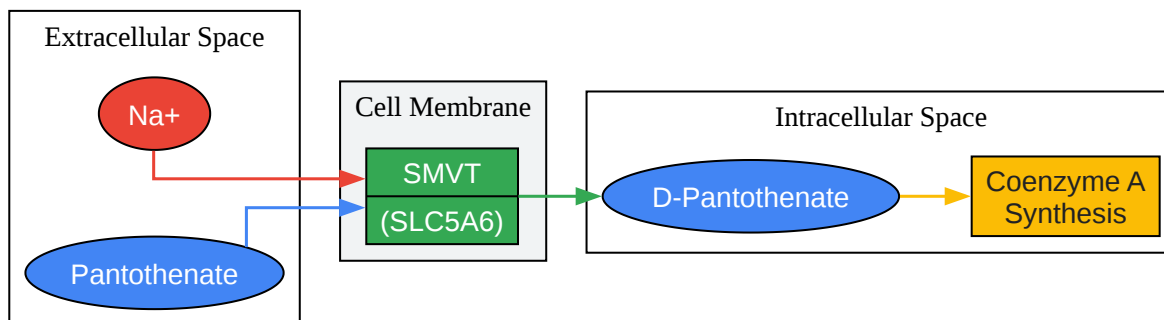 Extracellular Space
Na+
Pantothenate
Cell Membrane
SMVT
(SLC5A6)
Intracellular Space
D-Pantothenate
Coenzyme A
Synthesis